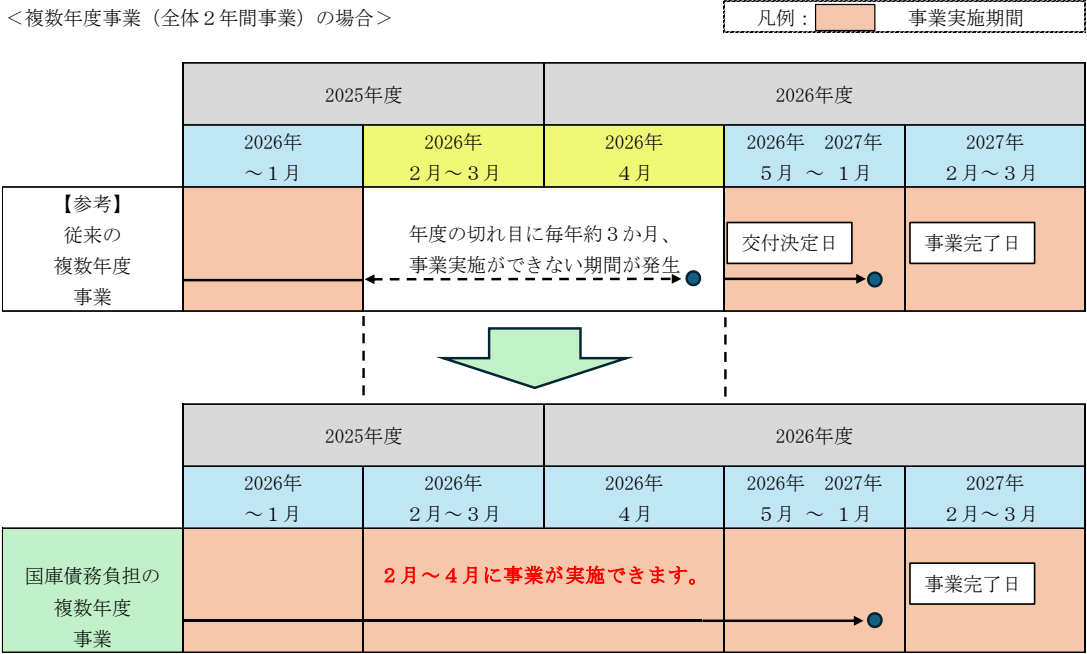 ＜複数年度事業（全体２年間事業）の場合＞
凡例： 事業実施期間
2025年度 2026年度
2026年 2026年 2026年 2026年　2027年 2027年
～１月 ２月～３月 ４月 ５月 ～ １月 ２月～３月
【参考】
従来の
複数年度
事業
年度の切れ目に毎年約３か月、
事業実施ができない期間が発生
交付決定日
事業完了日
2025年度 2026年度
2026年 2026年 2026年 2026年　2027年 2027年
～１月 ２月～３月 ４月 ５月 ～ １月 ２月～３月
国庫債務負担の
複数年度
事業
２月～４月に事業が実施できます。
事業完了日